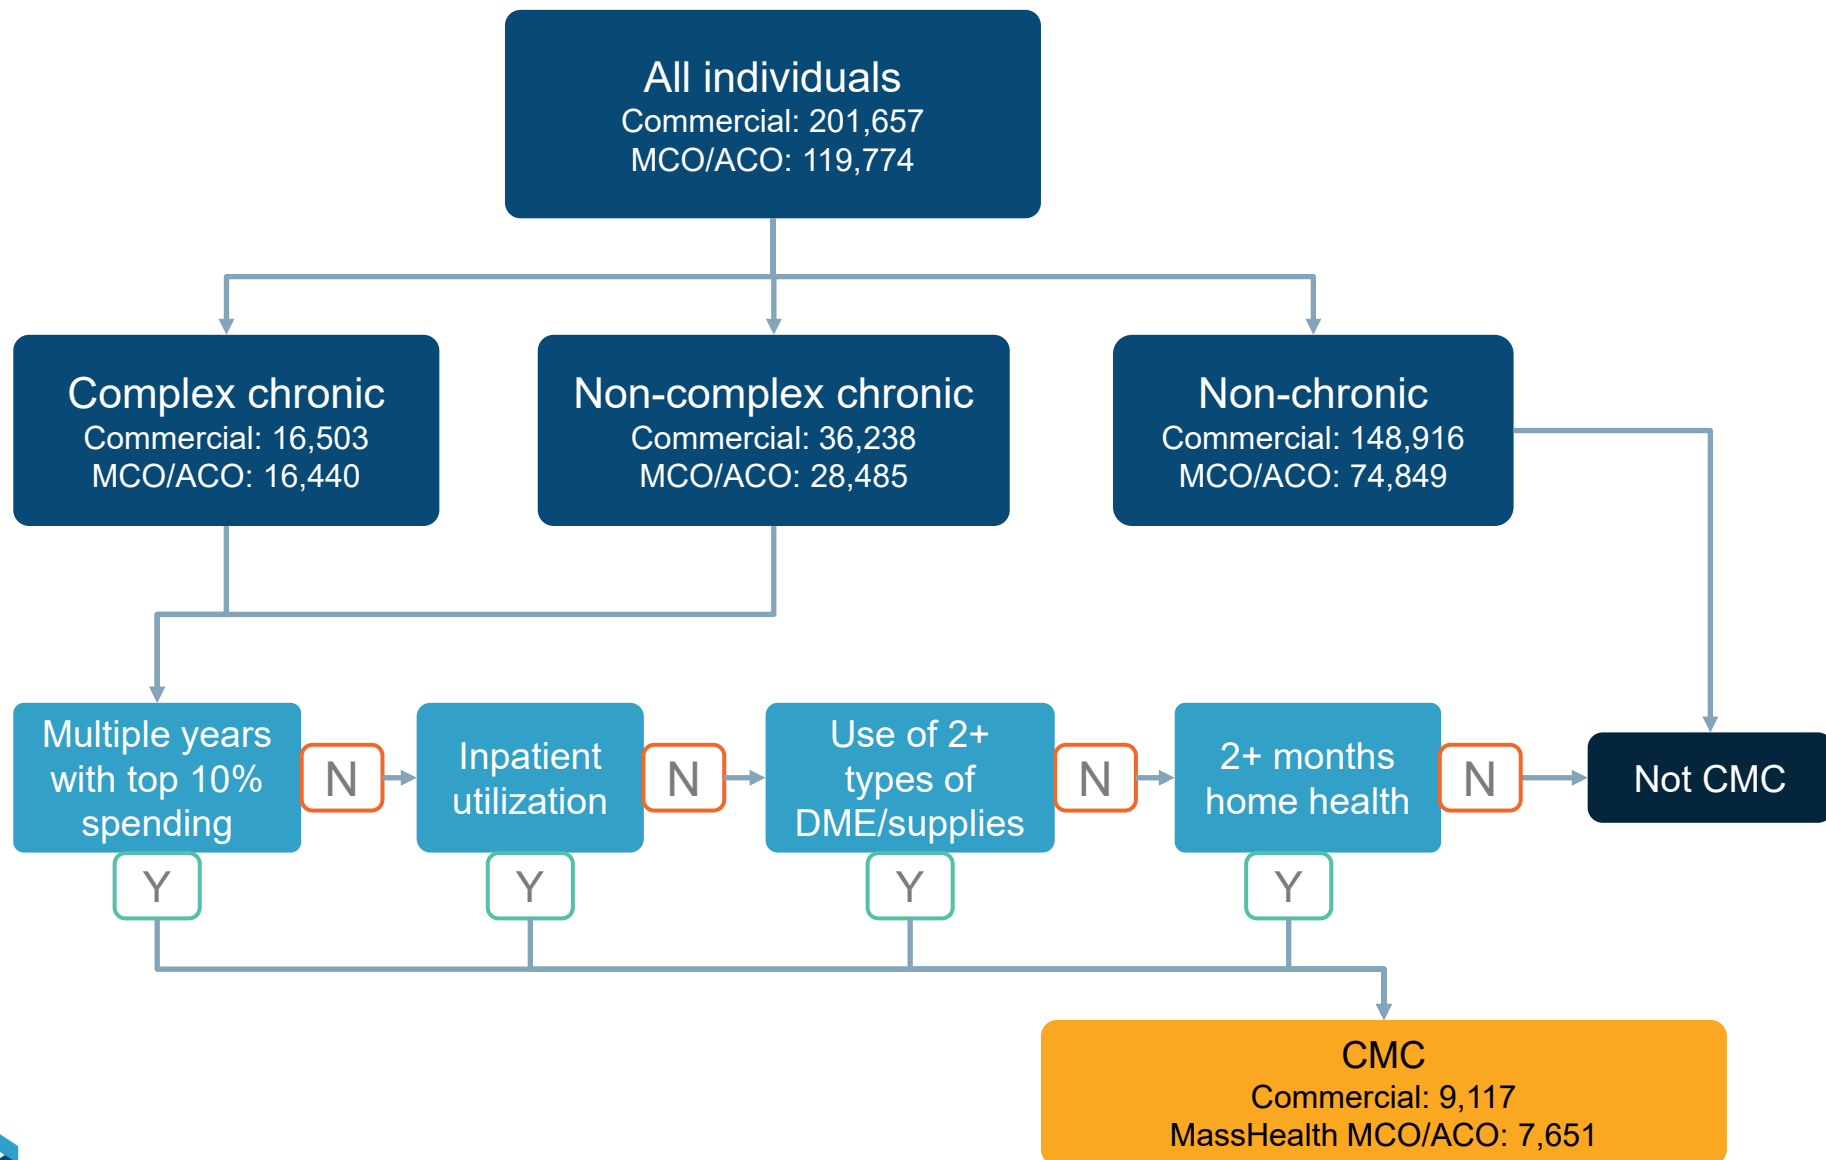 All individuals
Commercial: 201,657
MCO/ACO: 119,774
Complex chronic
Commercial: 16,503
MCO/ACO: 16,440
Non-complex chronic
Commercial: 36,238
MCO/ACO: 28,485
Non-chronic
Commercial: 148,916
MCO/ACO: 74,849
Multiple years
with top 10%
spending
N
Inpatient
utilization
N
Use of 2+
types of
DME/supplies
N
2+ months
home health
N
Not CMC
Y
Y
Y
Y
CMC
Commercial: 9,117
MassHealth MCO/ACO: 7,651